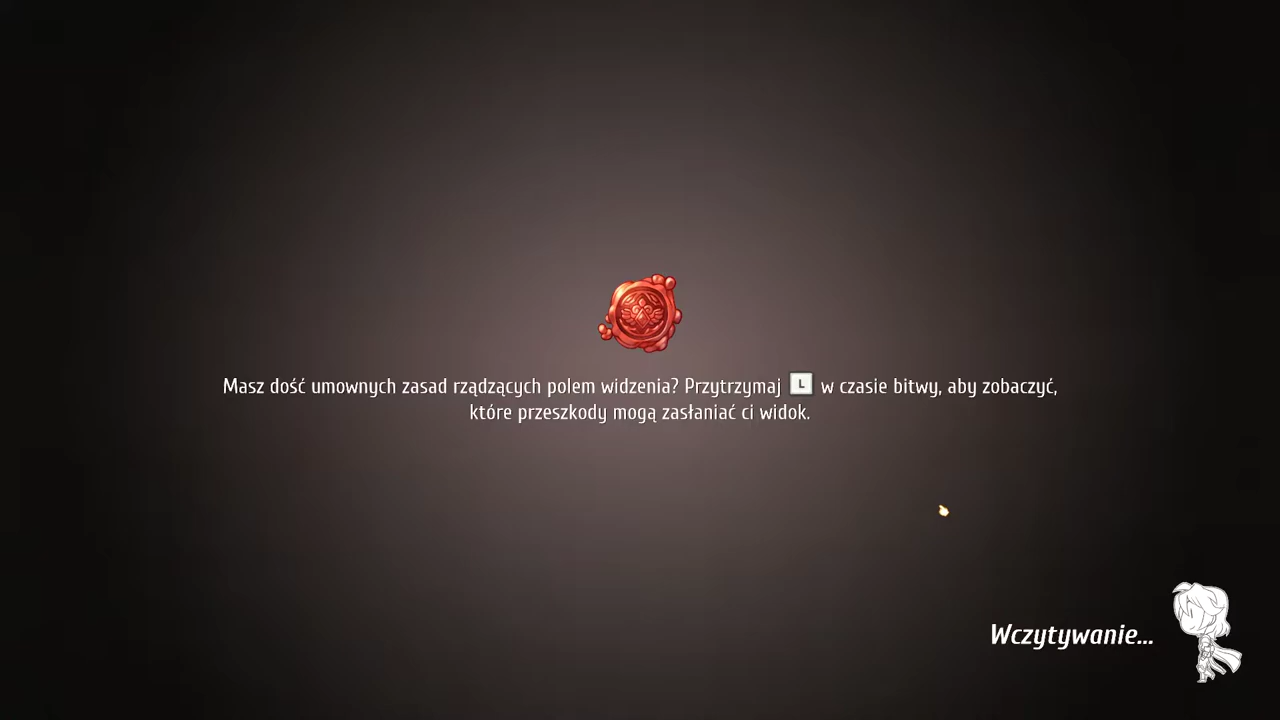 Masz dość umownych zasad rządzących polem widzenia? Przytrzymaj L w czasie bitwy, aby zobaczyć,
które przeszkody mogą zasłaniać ci widok.
Wczytywanie...